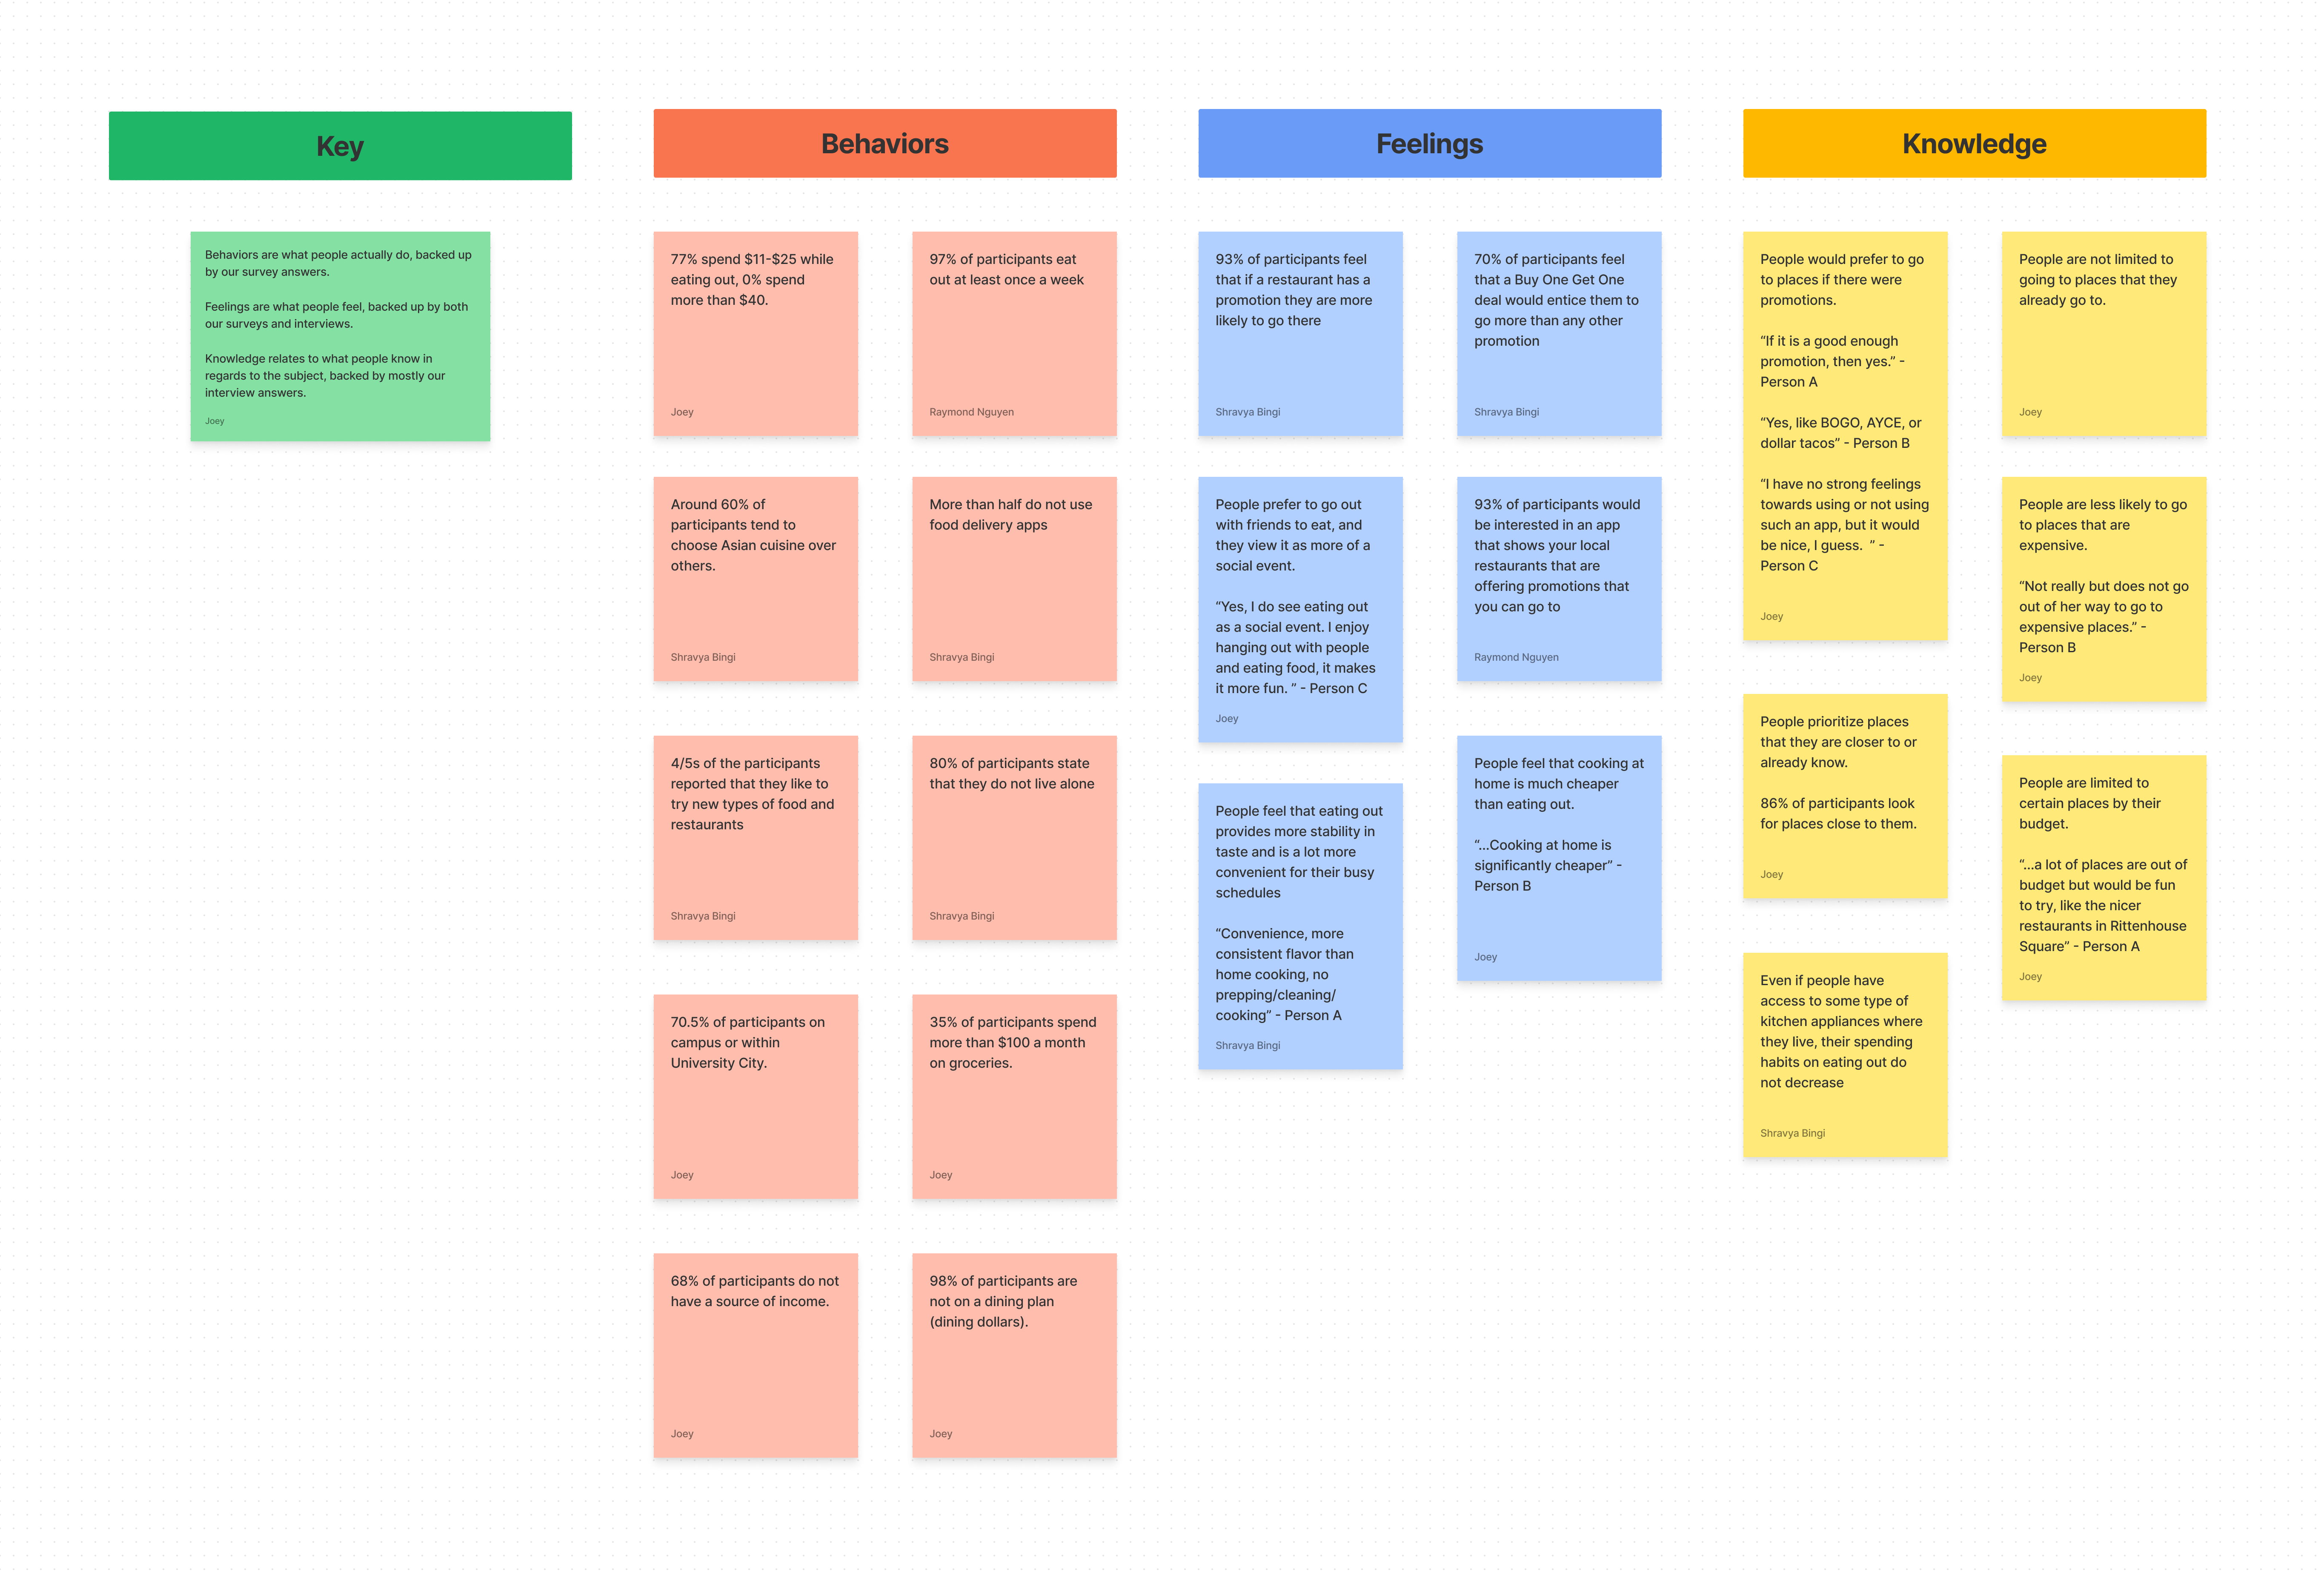 Key
Behaviors are what people actually do, backed up
by our survey answers.
Feelings are what people feel, backed up by both
our surveys and interviews.
Knowledge relates to what people know in
regards to the subject, backed by mostly our
interview answers.
Joey
Behaviors
77% spend $11-$25 while
eating out, 0% spend
more than $40.
Joey
97% of participants eat
out at least once a week
Raymond Nguyen
Around 60% of
participants tend to
choose Asian cuisine over
others.
Shravya Bingi
More than half do not use
food delivery apps
Shravya Bingi
4/5s of the participants
reported that they like to
try new types of food and
restaurants
Shravya Bingi
80% of participants state
that they do not live alone
Shravya Bingi
70.5% of participants on
campus or within
University City.
Joey
35% of participants spend
more than $100 a month
on groceries.
Joey
68% of participants do not
have a source of income.
Joey
98% of participants are
not on a dining plan
(dining dollars).
Joey
Feelings
93% of participants feel
that if a restaurant has a
promotion they are more
likely to go there
Shravya Bingi
70% of participants feel
that a Buy One Get One
deal would entice them to
go more than any other
promotion
Shravya Bingi
People prefer to go out
with friends to eat, and
they view it as more of a
social event.
“Yes, I do see eating out
as a social event. I enjoy
hanging out with people
and eating food, it makes
it more fun. ” - Person C
Joey
93% of participants would
be interested in an app
that shows your local
restaurants that are
offering promotions that
you can go to
Raymond Nguyen
People feel that eating out
provides more stability in
taste and is a lot more
convenient for their busy
schedules
“Convenience, more
consistent flavor than
home cooking, no
prepping/cleaning/
cooking” - Person A
Shravya Bingi
People feel that cooking at
home is much cheaper
than eating out.
“...Cooking at home is
significantly cheaper” -
Person B
Joey
Knowledge
People would prefer to go
to places if there were
promotions.
“If it is a good enough
promotion, then yes.” -
Person A
“Yes, like BOGO, AYCE, or
dollar tacos” - Person B
“I have no strong feelings
towards using or not using
such an app, but it would
be nice, I guess.  ” -
Person C
Joey
People are not limited to
going to places that they
already go to.
Joey
People are less likely to go
to places that are
expensive.
“Not really but does not go
out of her way to go to
expensive places.” -
Person B
Joey
People prioritize places
that they are closer to or
already know.
86% of participants look
for places close to them.
Joey
People are limited to
certain places by their
budget.
“...a lot of places are out of
budget but would be fun
to try, like the nicer
restaurants in Rittenhouse
Square” - Person A
Joey
Even if people have
access to some type of
kitchen appliances where
they live, their spending
habits on eating out do
not decrease
Shravya Bingi